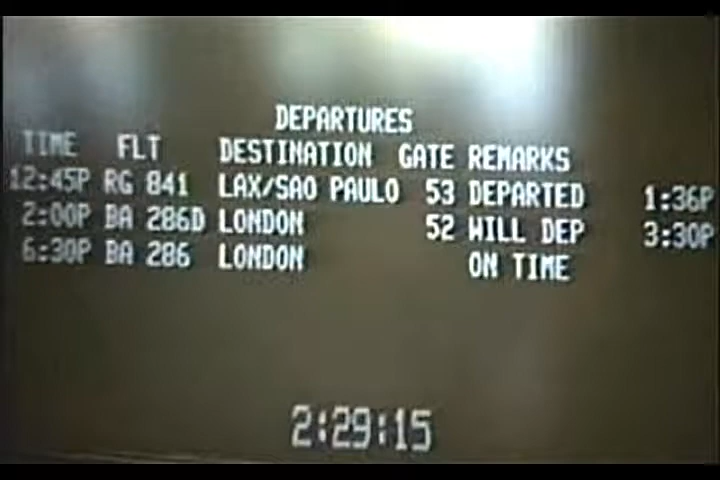 DEPARTURES
TIME FLT DESTINATION GATE REMARKS
12:45P RG 841 LAX/SAO PAULO 53 DEPARTED 1:36P
2:00P BA 286D LONDON 52 WILL DEP 3:30P
6:30P BA 286 LONDON ON TIME
2:29:15